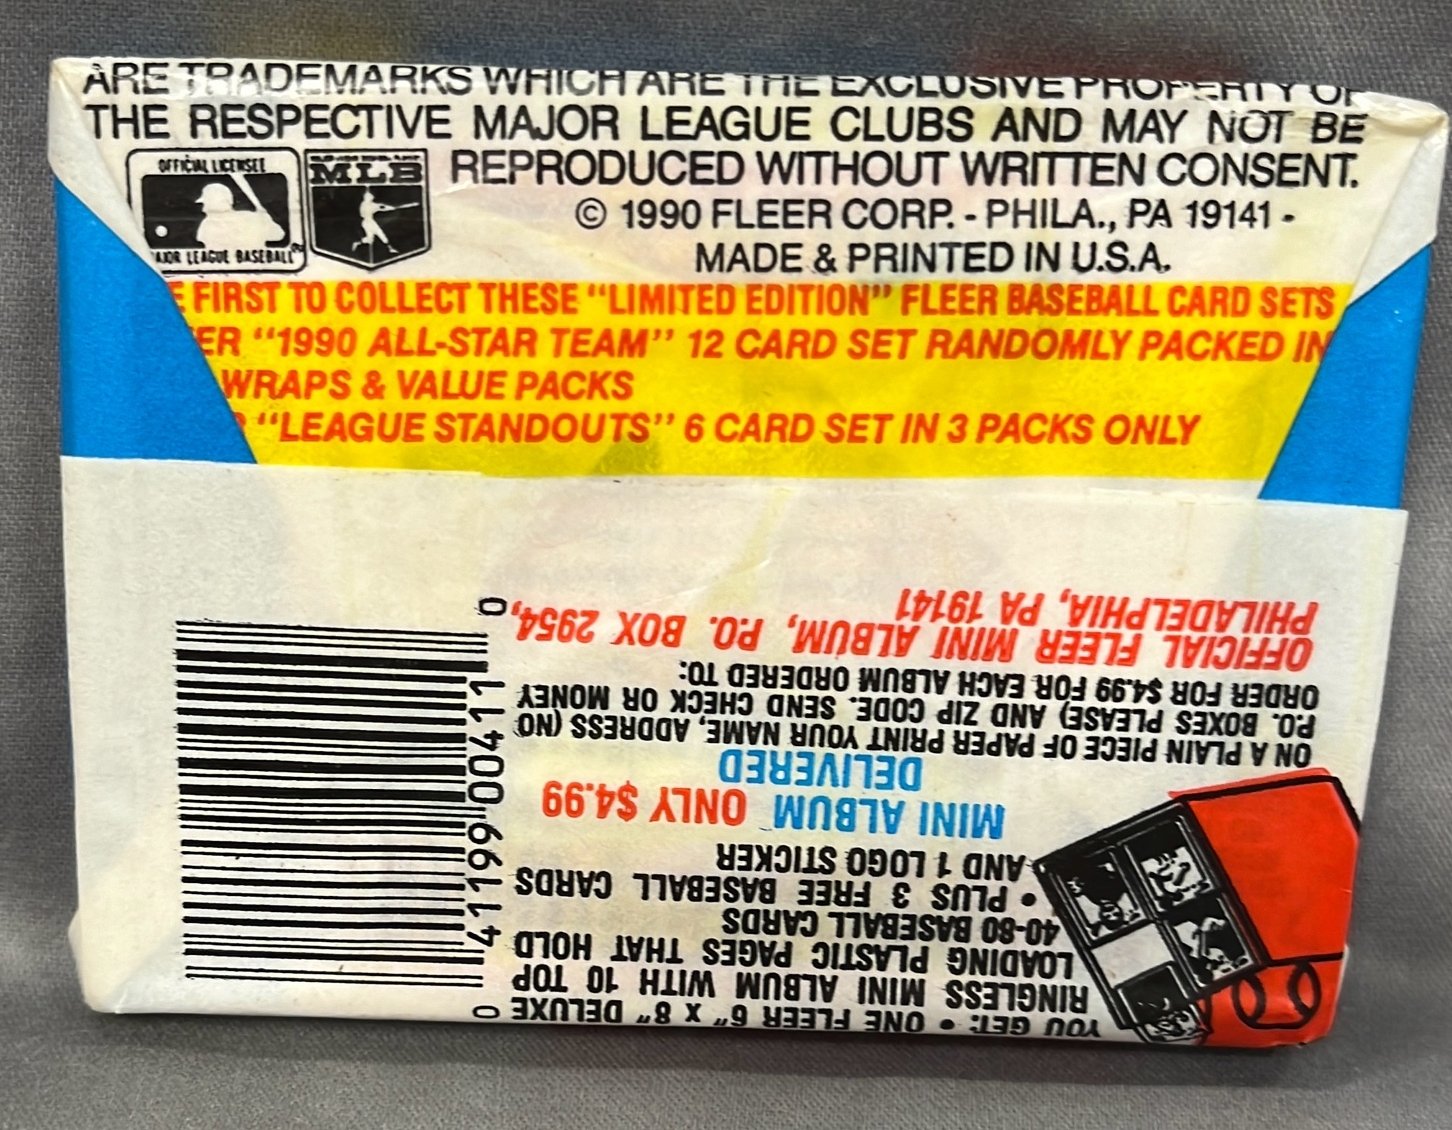 ARE TRADEMARKS WHICH ARE THE EXCLUSIVE PROPERTY OF
THE RESPECTIVE MAJOR LEAGUE CLUBS AND MAY NOT BE
REPRODUCED WITHOUT WRITTEN CONSENT.
OFFICIAL LICENSEE
MLB
JOR LEAGUE BASEBALL
© 1990 FLEER CORP. - PHILA., PA 19141 -
MADE & PRINTED IN U.S.A.
E FIRST TO COLLECT THESE "LIMITED EDITION" FLEER BASEBALL CARD SETS
ER "1990 ALL-STAR TEAM" 12 CARD SET RANDOMLY PACKED IN
WRAPS & VALUE PACKS
"LEAGUE STANDOUTS" 6 CARD SET IN 3 PACKS ONLY
YOU GET: • ONE FLEER 6" X 8" DELUXE
RINGLESS MINI ALBUM WITH 10 TOP
LOADING PLASTIC PAGES THAT HOLD
40-80 BASEBALL CARDS
• PLUS 3 FREE BASEBALL CARDS
AND 1 LOGO STICKER
MINI ALBUM ONLY $4.99
DELIVERED
ON A PLAIN PIECE OF PAPER PRINT YOUR NAME, ADDRESS (NO
P.O. BOXES PLEASE) AND ZIP CODE. SEND CHECK OR MONEY
ORDER FOR $4.99 FOR EACH ALBUM ORDERED TO:
OFFICIAL FLEER MINI ALBUM, P.O. BOX 2954,
PHILADELPHIA, PA 19141
0 41199 00411 0